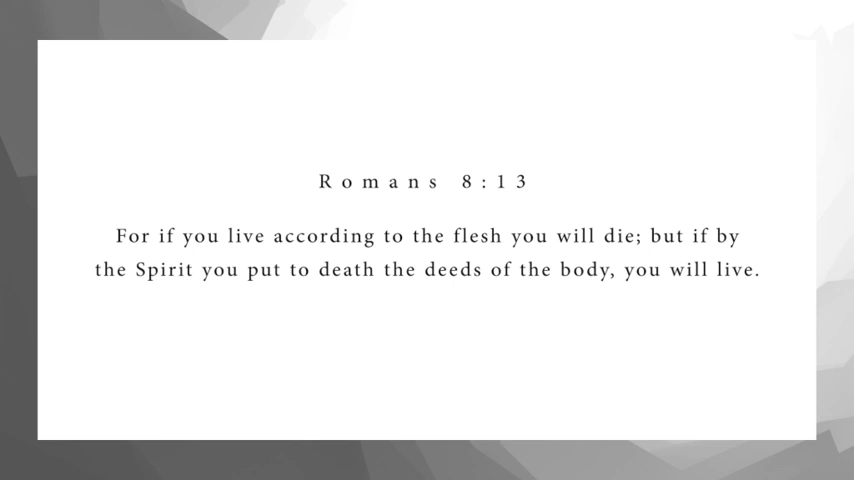 Romans 8:13
For if you live according to the flesh you will die; but if by
the Spirit you put to death the deeds of the body, you will live.